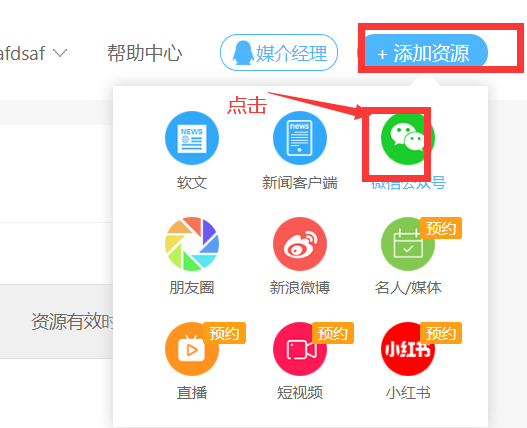 afdsaf 帮助中心 媒介经理 + 添加资源
点击
NEWS news
软文 新闻客户端 微信公众号
预约
朋友圈 新浪微博 名人/媒体
资源有效时
预约 预约 小红书
直播 短视频 小红书